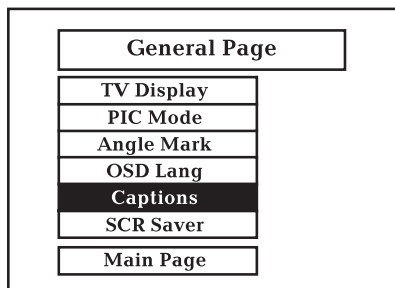 General Page
TV Display
PIC Mode
Angle Mark
OSD Lang
Captions
SCR Saver
Main Page